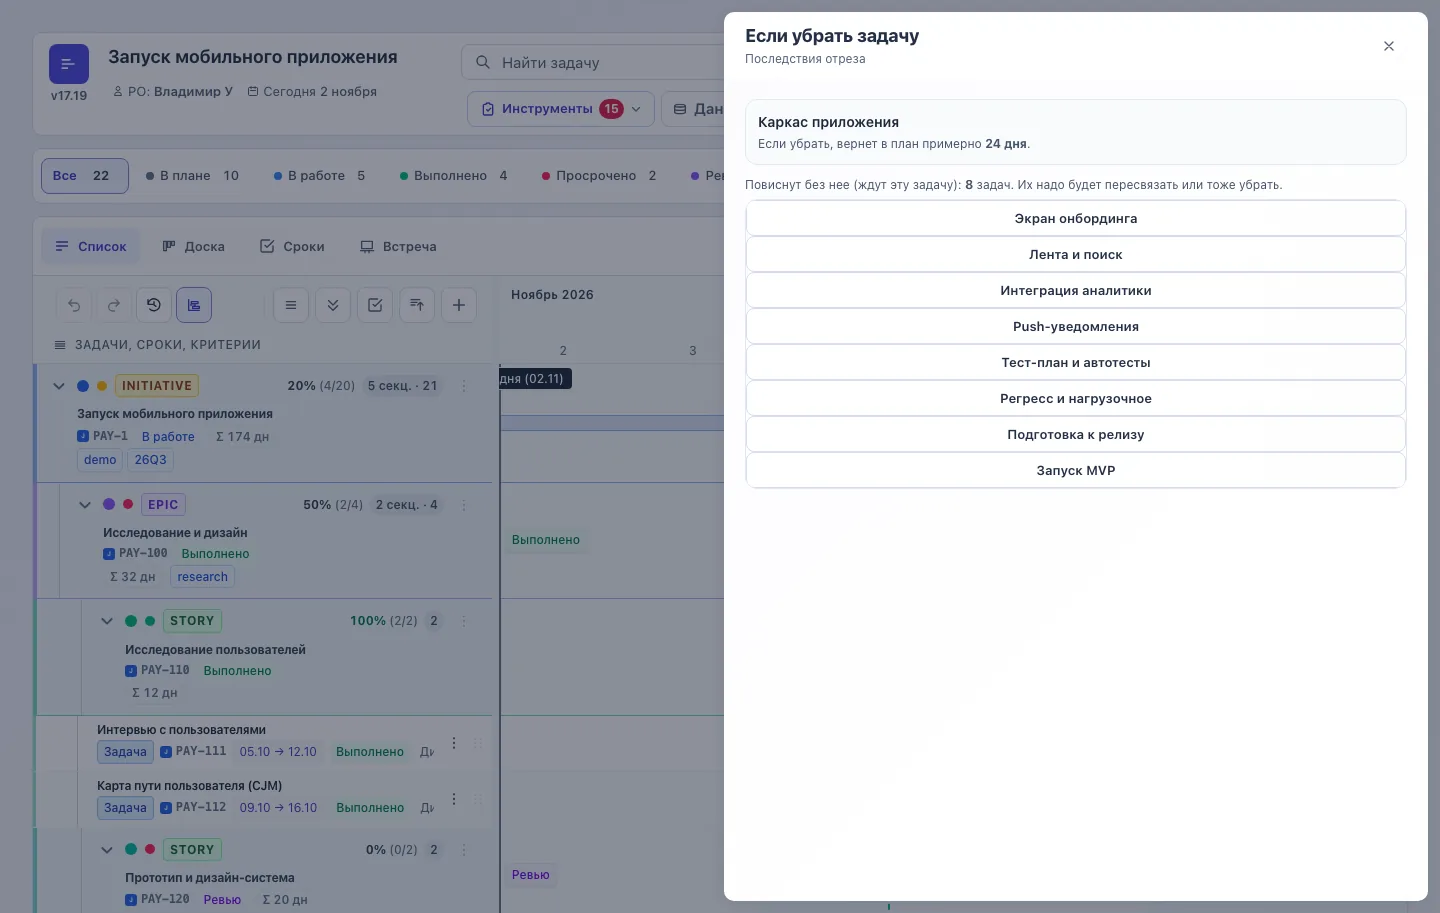 Запуск мобильного приложения
v17.19
PO: Владимир У
Сегодня 2 ноября
Найти задачу
Инструменты 15
Все 22
В плане 10
В работе 5
Выполнено 4
Просрочено 2
Список
Доска
Сроки
Встреча
Ноябрь 2026
ЗАДАЧИ, СРОКИ, КРИТЕРИИ
2
3
дня (02.11)
INITIATIVE
20% (4/20)
5 секц. · 21
Запуск мобильного приложения
PAY-1 В работе Σ 174 дн
demo 26Q3
EPIC
50% (2/4)
2 секц. · 4
Исследование и дизайн
PAY-100 Выполнено
Σ 32 дн research
Выполнено
STORY
100% (2/2) 2
Исследование пользователей
PAY-110 Выполнено
Σ 12 дн
Интервью с пользователями
Задача PAY-111 05.10 → 12.10 Выполнено
Карта пути пользователя (CJM)
Задача PAY-112 09.10 → 16.10 Выполнено
STORY
0% (0/2) 2
Прототип и дизайн-система
PAY-120 Ревью Σ 20 дн
Ревью
Если убрать задачу
Последствия отреза
Каркас приложения
Если убрать, вернет в план примерно 24 дня.
Повиснут без нее (ждут эту задачу): 8 задач. Их надо будет пересвязать или тоже убрать.
Экран онбординга
Лента и поиск
Интеграция аналитики
Push-уведомления
Тест-план и автотесты
Регресс и нагрузочное
Подготовка к релизу
Запуск MVP